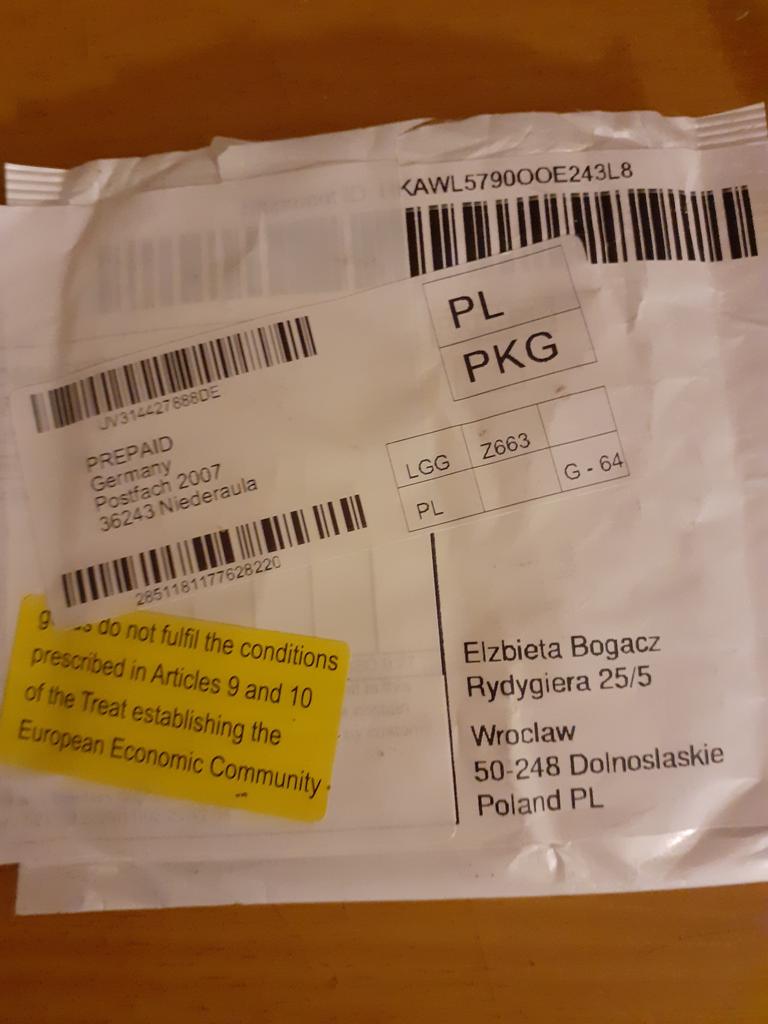 KAWL5790OOE243L8
PL
PKG
UV314427888DE
PREPAID
Germany
Postfach 2007
36243 Niederaula
LGG Z663
G - 64
PL
2851181177628220
do not fulfil the conditions
prescribed in Articles 9 and 10
of the Treat establishing the
European Economic Community
Elzbieta Bogacz
Rydygiera 25/5
Wroclaw
50-248 Dolnoslaskie
Poland PL